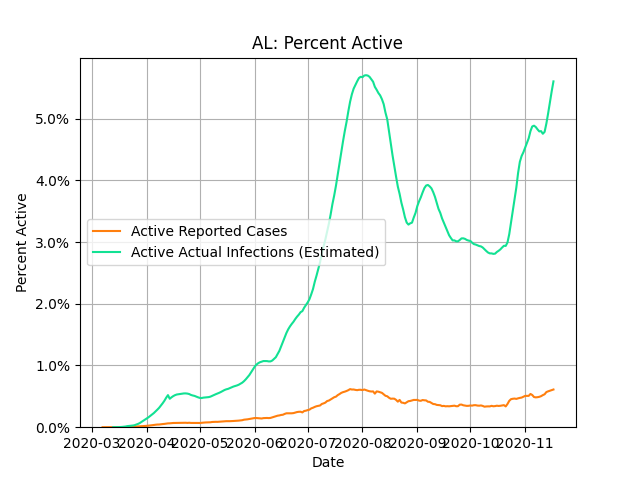 AL: Percent Active
Percent Active
5.0%
4.0%
3.0%
2.0%
1.0%
0.0%
Active Reported Cases
Active Actual Infections (Estimated)
2020-03 2020-04 2020-05 2020-06 2020-07 2020-08 2020-09 2020-10 2020-11
Date